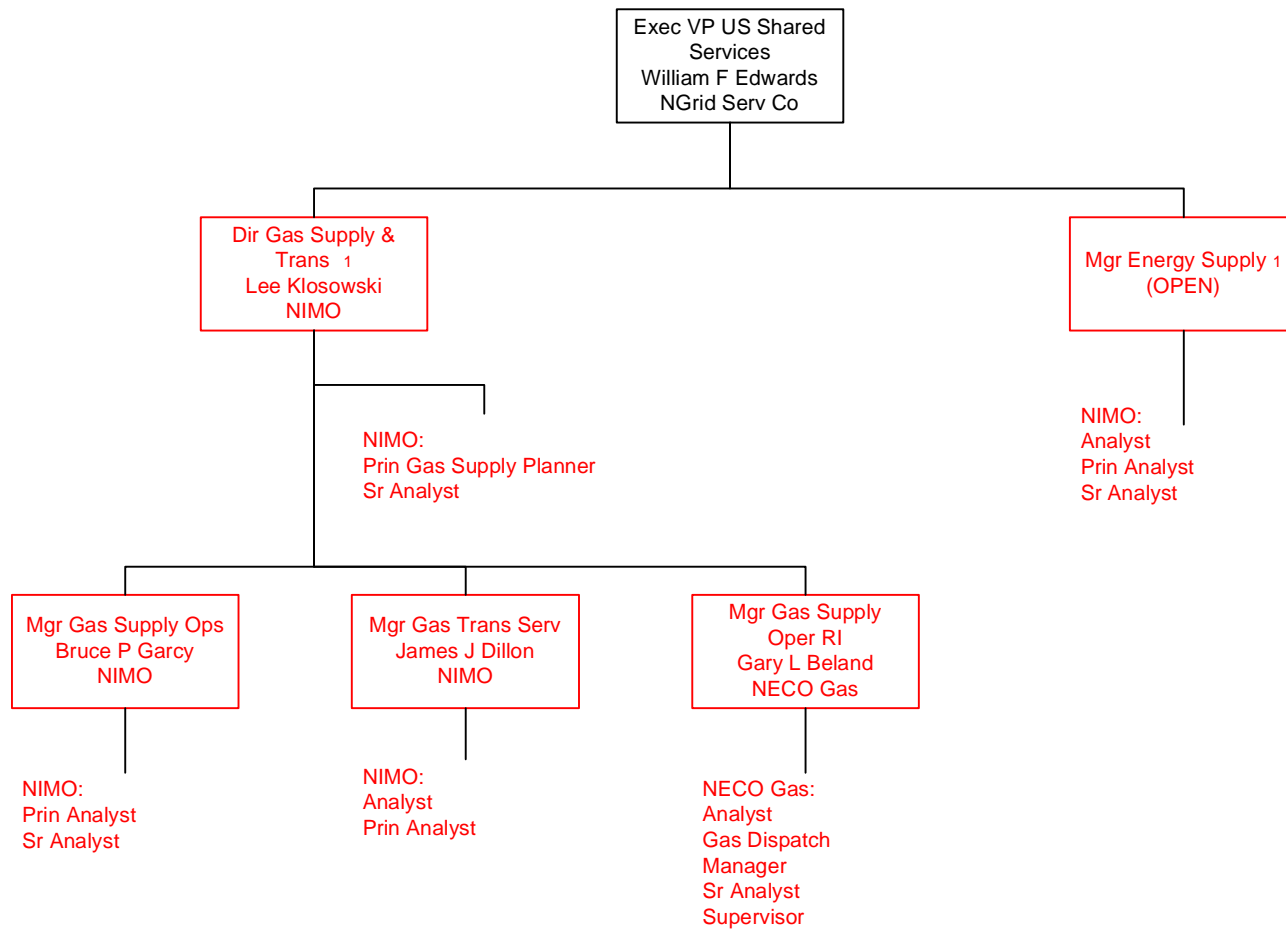 Exec VP US Shared
Services
William F Edwards
NGrid Serv Co
Dir Gas Supply &
Trans 1
Lee Klosowski
NIMO
Mgr Energy Supply 1
(OPEN)
NIMO:
Prin Gas Supply Planner
Sr Analyst
NIMO:
Analyst
Prin Analyst
Sr Analyst
Mgr Gas Supply Ops
Bruce P Garcy
NIMO
Mgr Gas Trans Serv
James J Dillon
NIMO
Mgr Gas Supply
Oper RI
Gary L Beland
NECO Gas
NIMO:
Prin Analyst
Sr Analyst
NIMO:
Analyst
Prin Analyst
NECO Gas:
Analyst
Gas Dispatch
Manager
Sr Analyst
Supervisor